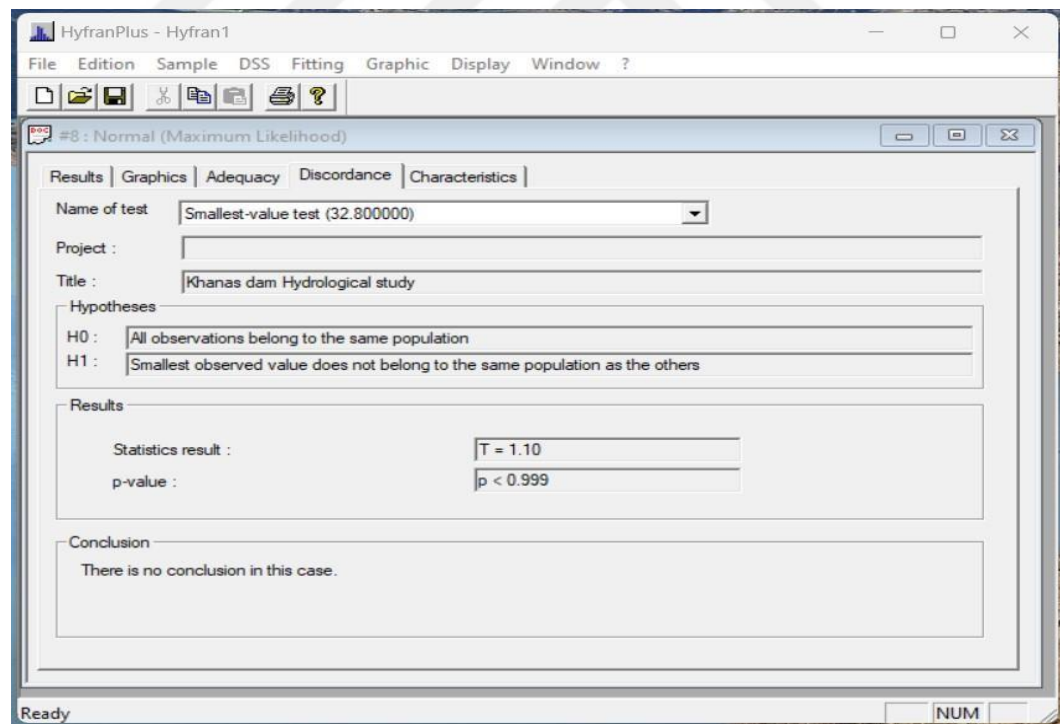 HyfranPlus - Hyfran1
File Edition Sample DSS Fitting Graphic Display Window ?
#8 : Normal (Maximum Likelihood)
Results Graphics Adequacy Discordance Characteristics
Name of test Smallest-value test (32.800000)
Project :
Title : Khanas dam Hydrological study
Hypotheses
H0 : All observations belong to the same population
H1 : Smallest observed value does not belong to the same population as the others
Results
Statistics result : T = 1.10
p-value : p < 0.999
Conclusion
There is no conclusion in this case.
Ready NUM